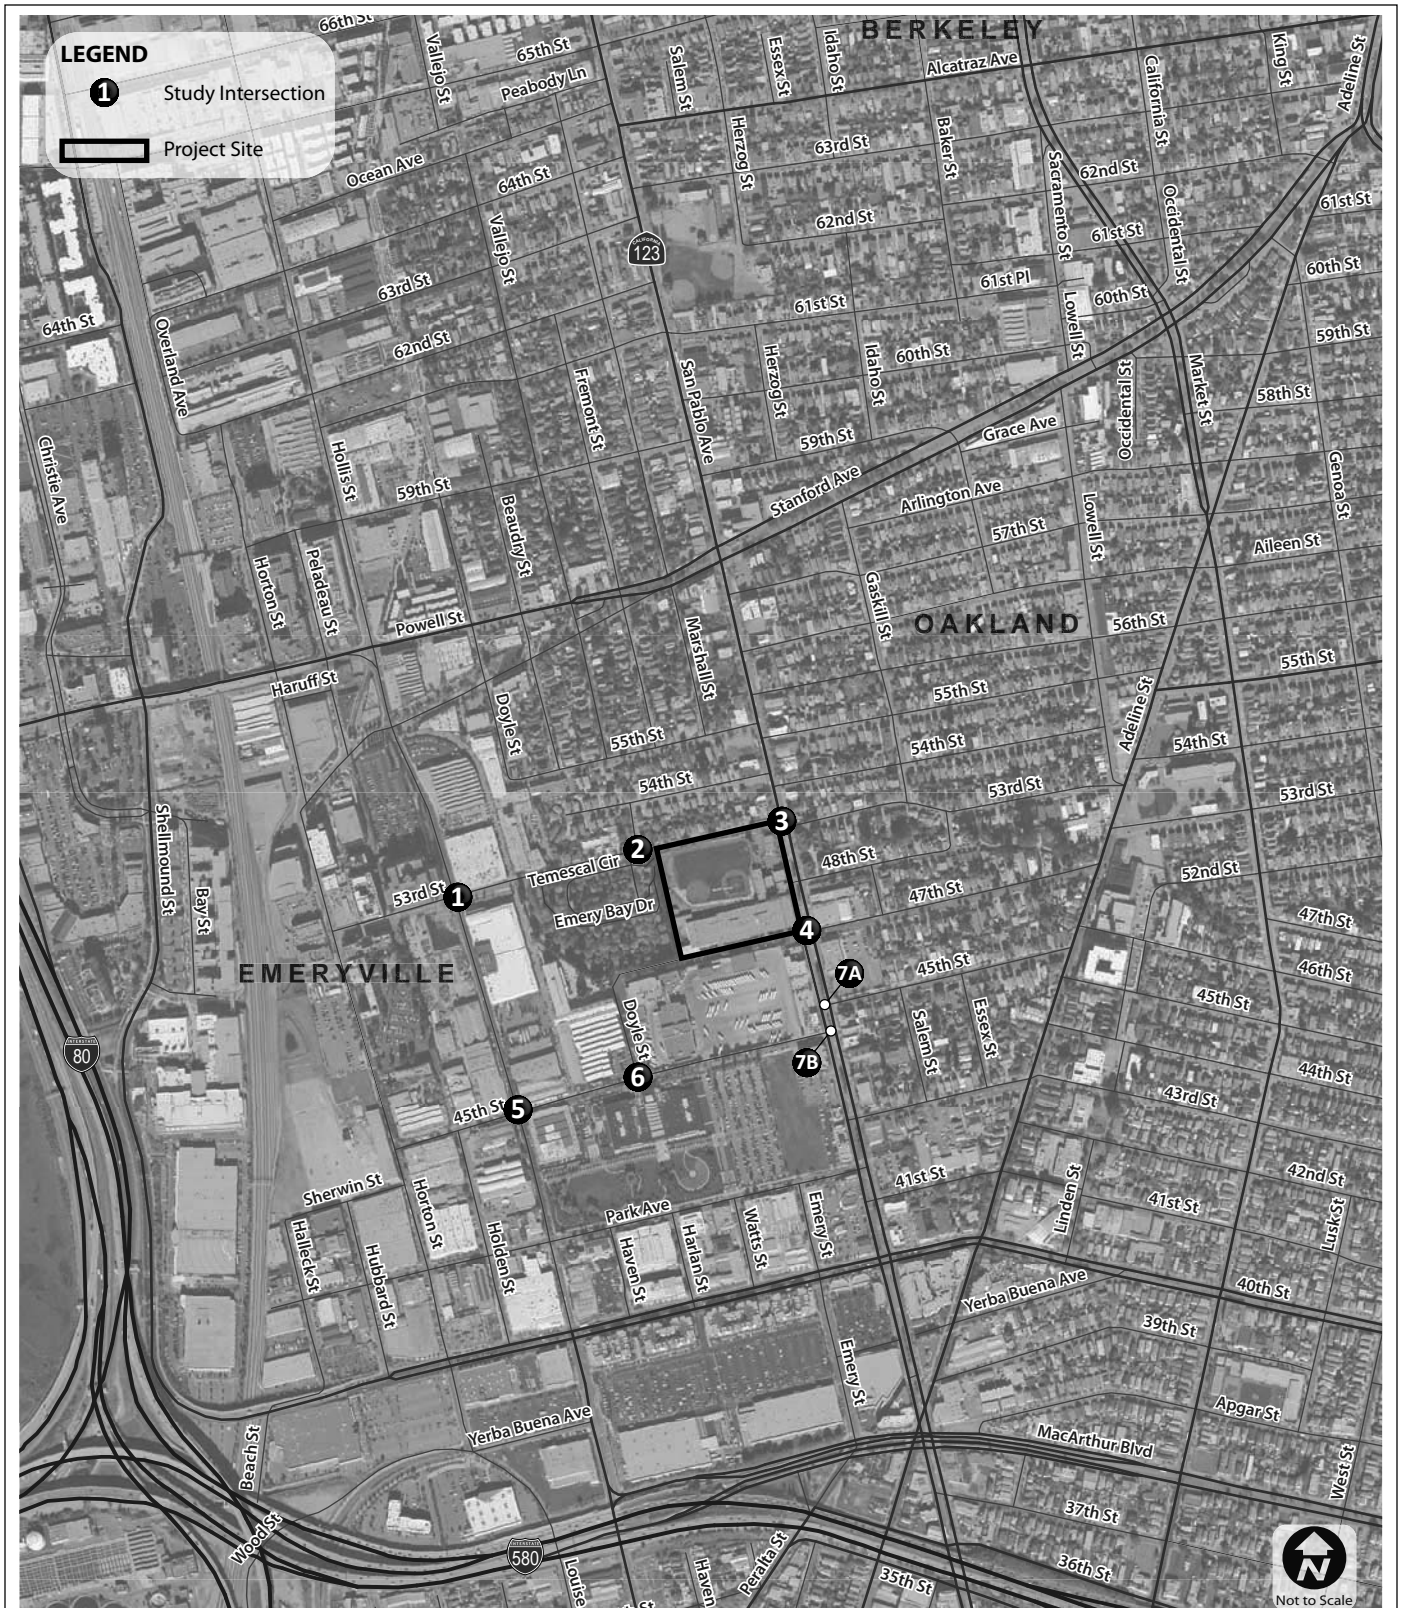 66th St
BERKELEY
LEGEND
1
Study Intersection
Project Site
Vallejo St
65th St
Peabody Ln
Salem St
Essex St
Idaho St
Alcatraz Ave
California St
King St
Adeline St
Ocean Ave
64th St
Herzog St
63rd St
Baker St
Sacramento St
62nd St
Occidental St
61st St
Vallejo St
CALIFORNIA
123
62nd St
61st St
61st Pl
60th St
60th St
63rd St
61st St
Lowell St
64th St
Overland Ave
62nd St
San Pablo Ave
Herzog St
Idaho St
60th St
59th St
Market St
Occidental St
58th St
Fremont St
Christie Ave
Hollis St
59th St
59th St
Grace Ave
Stanford Ave
Arlington Ave
Genoa St
Beaudry St
Lowell St
57th St
Aileen St
Horton St
Peladeau St
Powell St
Gaskill St
OAKLAND
56th St
Marshall St
55th St
Haruff St
55th St
Doyle St
Adeline St
55th St
54th St
54th St
54th St
53rd St
53rd St
Shellmound St
Bay St
3
2
Temescal Cir
48th St
52nd St
53rd St
1
Emery Bay Dr
47th St
47th St
4
EMERYVILLE
7A
45th St
46th St
45th St
Doyle St
Salem St
Essex St
INTERSTATE
80
7B
6
44th St
43rd St
45th St
5
Sherwin St
41st St
42nd St
Linden St
41st St
Lusk St
Horton St
Park Ave
Emery St
Watts St
Harlan St
Haven St
Halleck St
Hubbard St
Holden St
Yerba Buena Ave
40th St
39th St
Emery St
Apgar St
Yerba Buena Ave
MacArthur Blvd
Beach St
West St
37th St
Wood St
INTERSTATE
580
Louise
Haven
Peralta St
35th St
36th St
N
Not to Scale